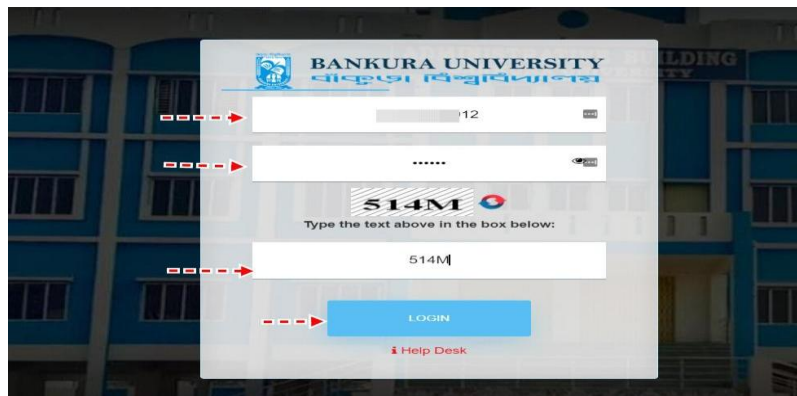 BANKURA UNIVERSITY
বাঁকুড়া বিশ্ববিদ্যালয়
12
••••••
514M
Type the text above in the box below:
514M
LOGIN
i Help Desk